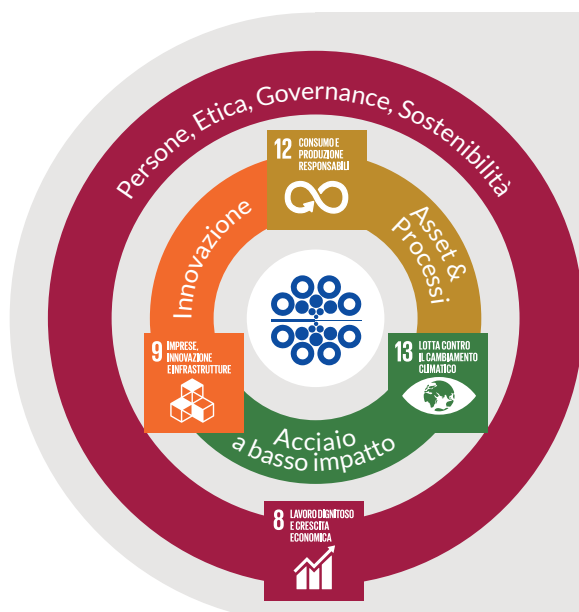 Persone, Etica, Governance, Sostenibilità
12 CONSUMO E
PRODUZIONE
RESPONSABILI
Innovazione
Asset &
Processi
9 IMPRESE,
INNOVAZIONE
E INFRASTRUTTURE
13 LOTTA CONTRO
IL CAMBIAMENTO
CLIMATICO
Acciaio
a basso impatto
8 LAVORO DIGNITOSO
E CRESCITA
ECONOMICA